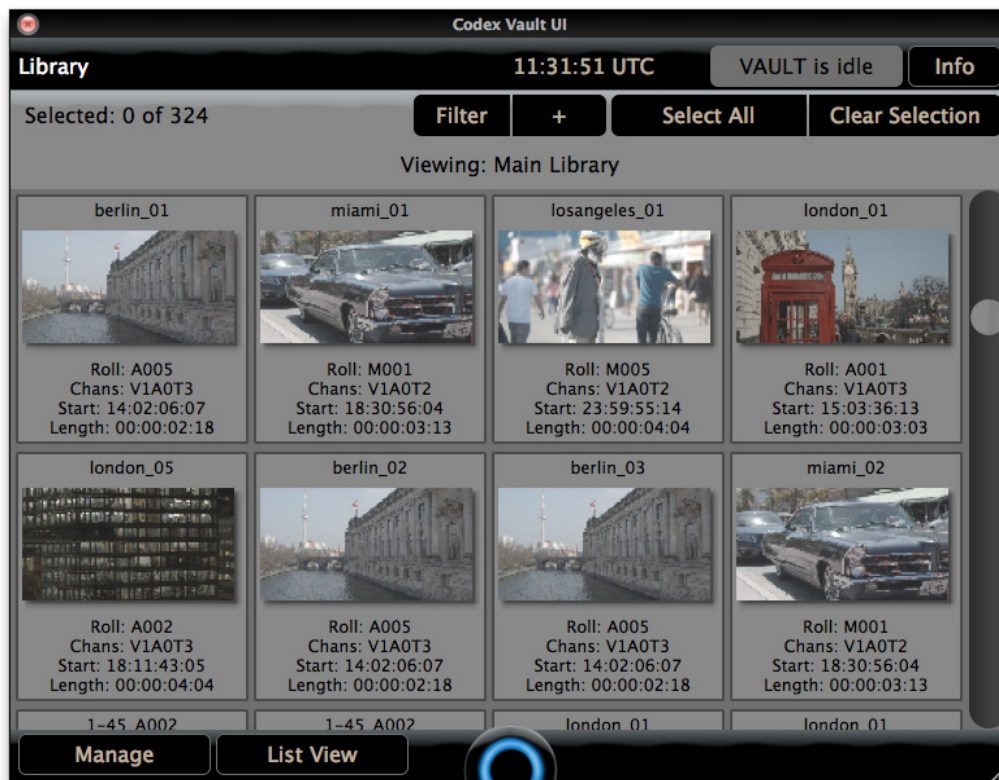 Codex Vault UI
Library 11:31:51 UTC VAULT is idle Info
Selected: 0 of 324 Filter + Select All Clear Selection
Viewing: Main Library
berlin_01 miami_01 losangeles_01 london_01
Roll: A005 Roll: M001 Roll: M005 Roll: A001
Chans: V1A0T3 Chans: V1A0T2 Chans: V1A0T2 Chans: V1A0T3
Start: 14:02:06:07 Start: 18:30:56:04 Start: 23:59:55:14 Start: 15:03:36:13
Length: 00:00:02:18 Length: 00:00:03:13 Length: 00:00:04:04 Length: 00:00:03:03
london_05 berlin_02 berlin_03 miami_02
Roll: A002 Roll: A005 Roll: A005 Roll: M001
Chans: V1A0T3 Chans: V1A0T3 Chans: V1A0T3 Chans: V1A0T2
Start: 18:11:43:05 Start: 14:02:06:07 Start: 14:02:06:07 Start: 18:30:56:04
Length: 00:00:04:04 Length: 00:00:02:18 Length: 00:00:02:18 Length: 00:00:03:13
1-45_A002 1-45_A002 london_01 london_01
Manage List View